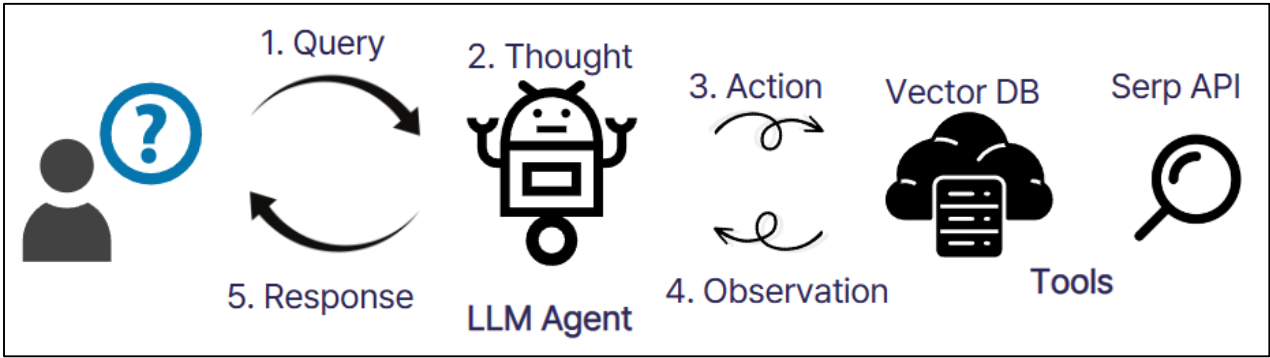 1. Query
2. Thought
3. Action
Vector DB
Serp API
?
5. Response
LLM Agent
4. Observation
Tools